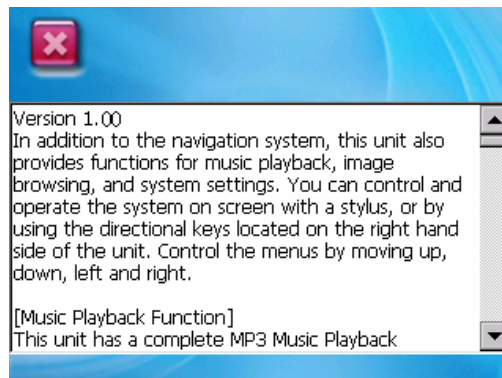 Version 1.00
In addition to the navigation system, this unit also
provides functions for music playback, image
browsing, and system settings. You can control and
operate the system on screen with a stylus, or by
using the directional keys located on the right hand
side of the unit. Control the menus by moving up,
down, left and right.
[Music Playback Function]
This unit has a complete MP3 Music Playback